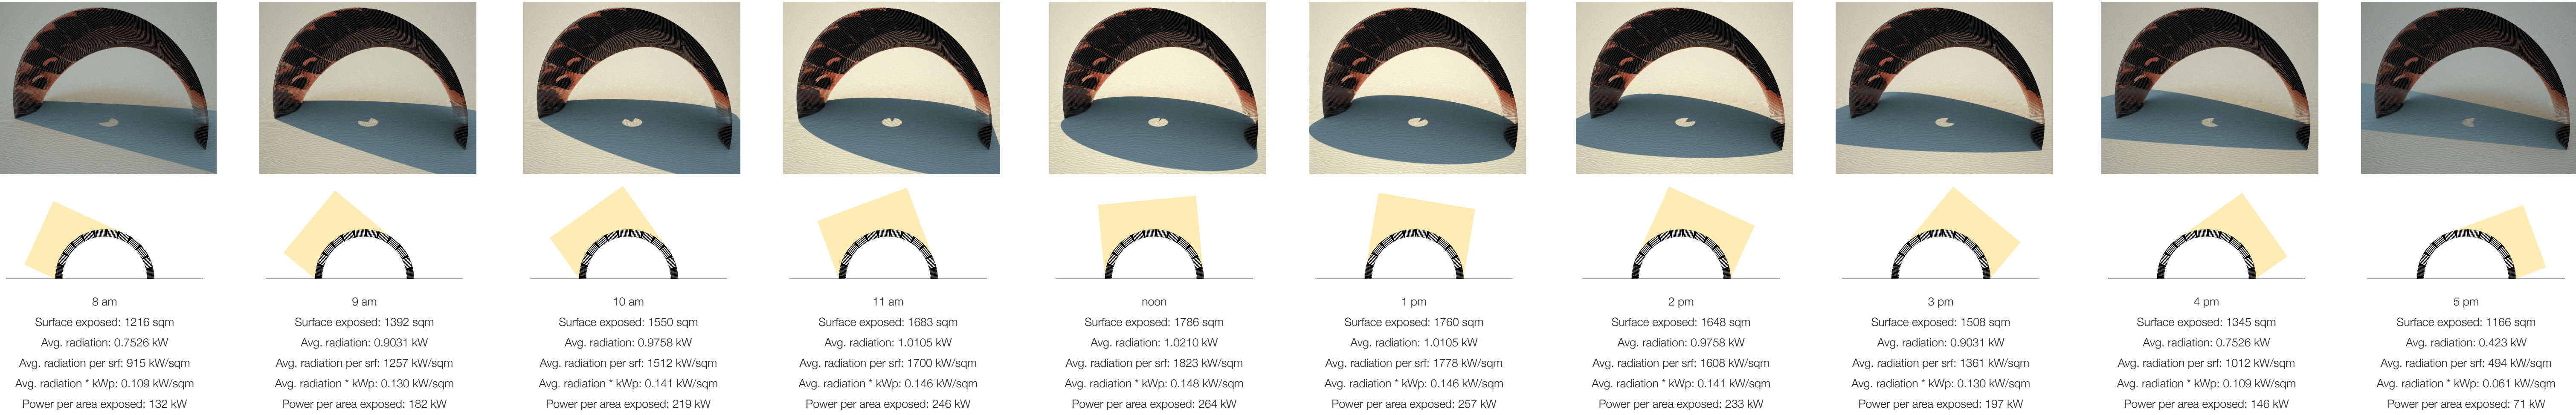 8 am
Surface exposed: 1216 sqm
Avg. radiation: 0.7526 kW
Avg. radiation per srf: 915 kW/sqm
Avg. radiation * kWp: 0.109 kW/sqm
Power per area exposed: 132 kW
9 am
Surface exposed: 1392 sqm
Avg. radiation: 0.9031 kW
Avg. radiation per srf: 1257 kW/sqm
Avg. radiation * kWp: 0.130 kW/sqm
Power per area exposed: 182 kW
10 am
Surface exposed: 1550 sqm
Avg. radiation: 0.9758 kW
Avg. radiation per srf: 1512 kW/sqm
Avg. radiation * kWp: 0.141 kW/sqm
Power per area exposed: 219 kW
11 am
Surface exposed: 1683 sqm
Avg. radiation: 1.0105 kW
Avg. radiation per srf: 1700 kW/sqm
Avg. radiation * kWp: 0.146 kW/sqm
Power per area exposed: 246 kW
noon
Surface exposed: 1786 sqm
Avg. radiation: 1.0210 kW
Avg. radiation per srf: 1823 kW/sqm
Avg. radiation * kWp: 0.148 kW/sqm
Power per area exposed: 264 kW
1 pm
Surface exposed: 1760 sqm
Avg. radiation: 1.0105 kW
Avg. radiation per srf: 1778 kW/sqm
Avg. radiation * kWp: 0.146 kW/sqm
Power per area exposed: 257 kW
2 pm
Surface exposed: 1648 sqm
Avg. radiation: 0.9758 kW
Avg. radiation per srf: 1608 kW/sqm
Avg. radiation * kWp: 0.141 kW/sqm
Power per area exposed: 233 kW
3 pm
Surface exposed: 1508 sqm
Avg. radiation: 0.9031 kW
Avg. radiation per srf: 1361 kW/sqm
Avg. radiation * kWp: 0.130 kW/sqm
Power per area exposed: 197 kW
4 pm
Surface exposed: 1345 sqm
Avg. radiation: 0.7526 kW
Avg. radiation per srf: 1012 kW/sqm
Avg. radiation * kWp: 0.109 kW/sqm
Power per area exposed: 146 kW
5 pm
Surface exposed: 1166 sqm
Avg. radiation: 0.423 kW
Avg. radiation per srf: 494 kW/sqm
Avg. radiation * kWp: 0.061 kW/sqm
Power per area exposed: 71 kW